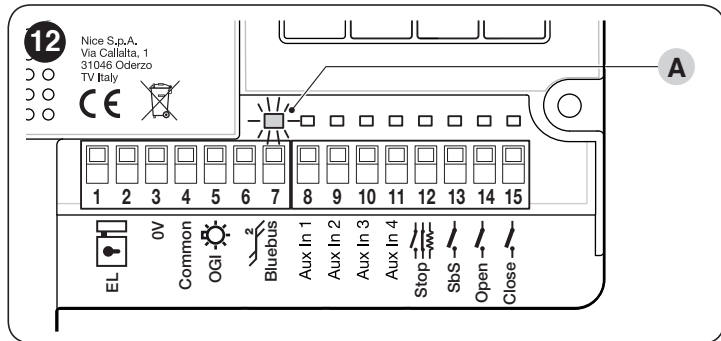 12
Nice S.p.A.
Via Callalta, 1
31046 Oderzo
TV Italy
CE
A
1 2 3 4 5 6 7 8 9 10 11 12 13 14 15
EL
0V
Common
OGI
2
Bluebus
Aux In 1
Aux In 2
Aux In 3
Aux In 4
Stop
SbS
Open
Close